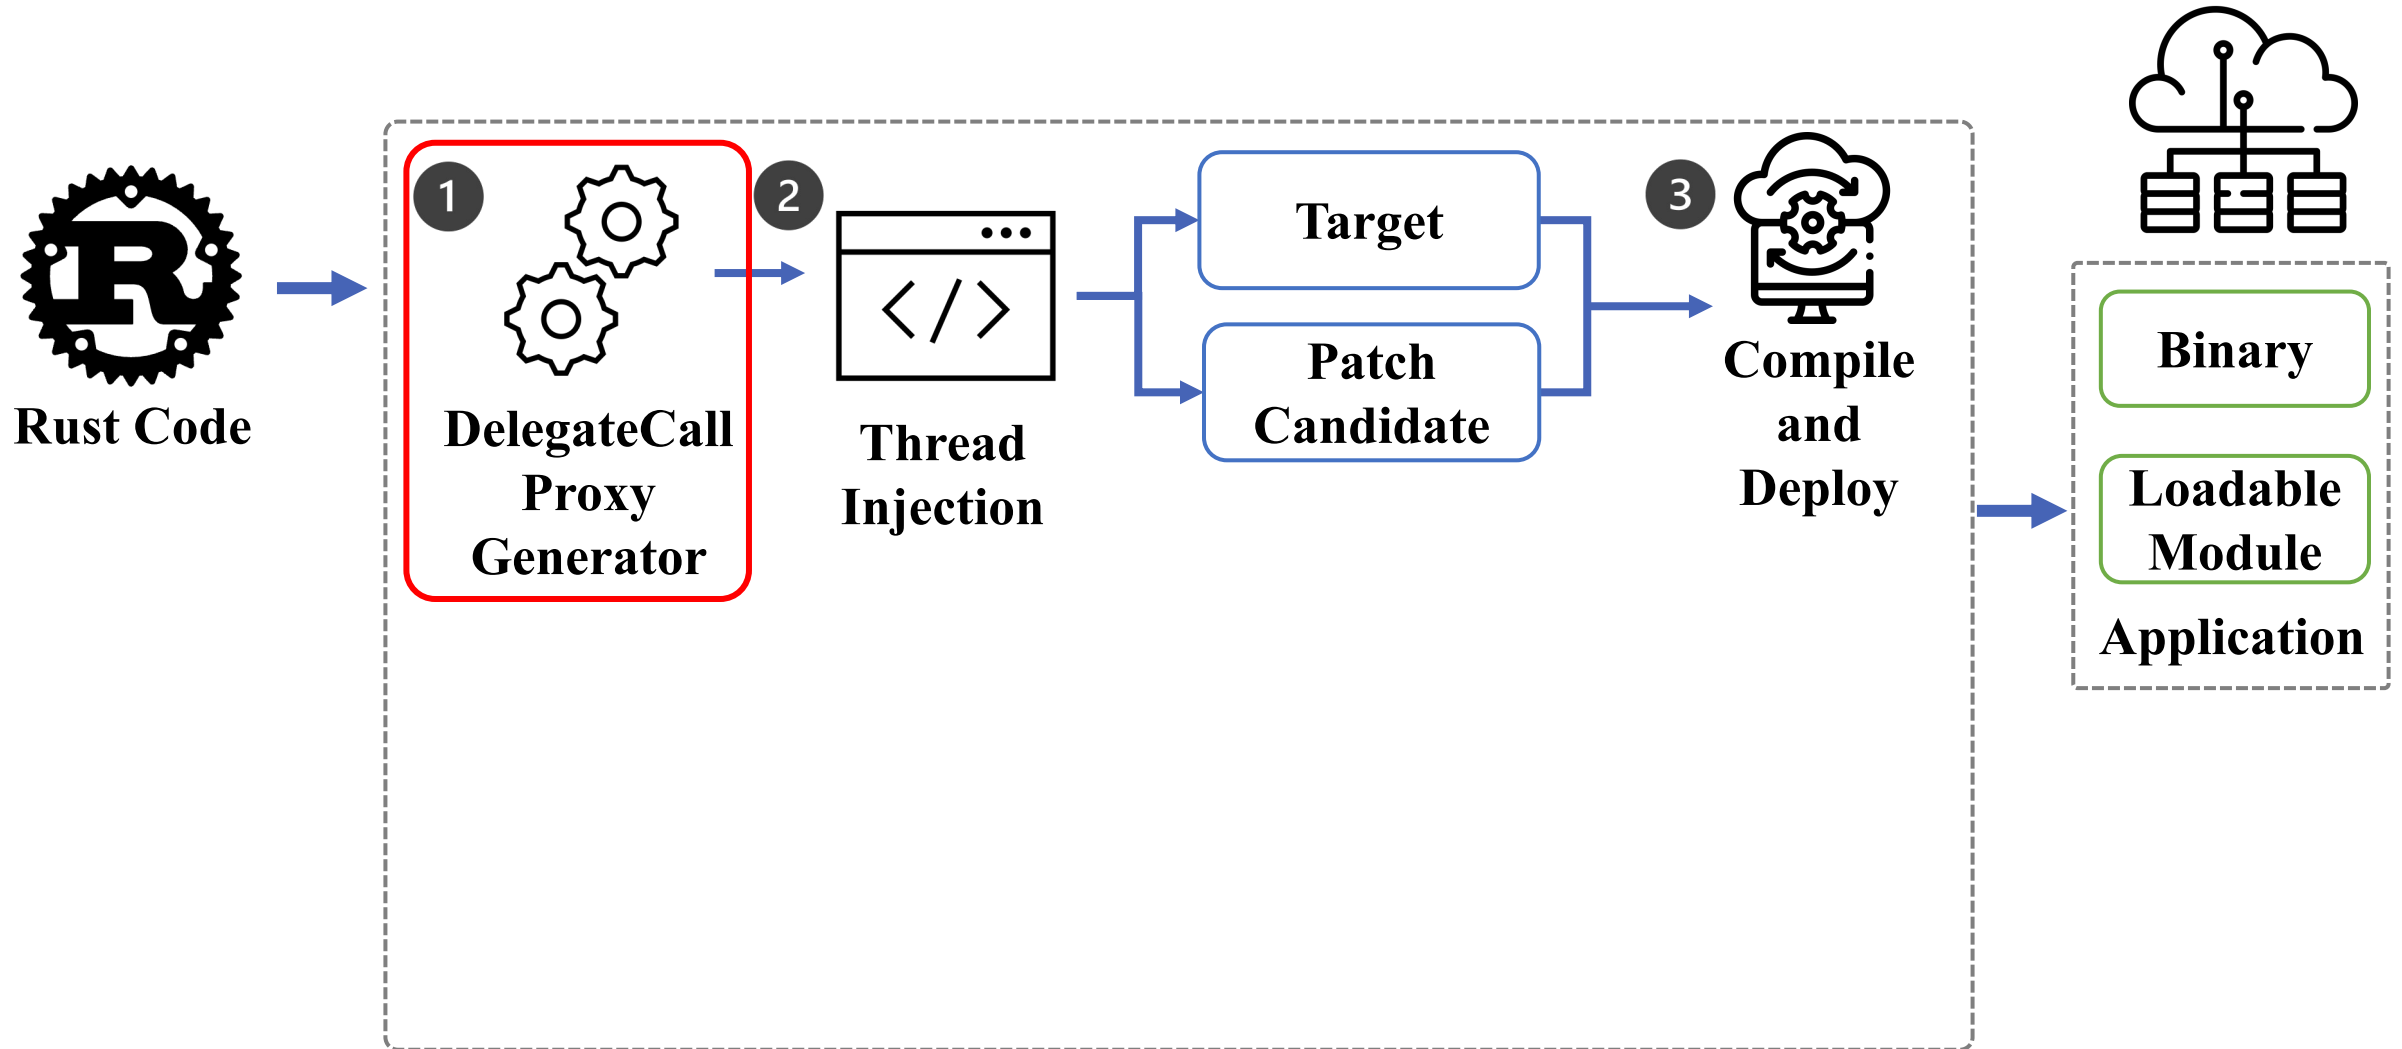 Rust Code
1
DelegateCall
Proxy
Generator
2
</>
Thread
Injection
Target
Patch
Candidate
3
Compile
and
Deploy
Binary
Loadable
Module
Application